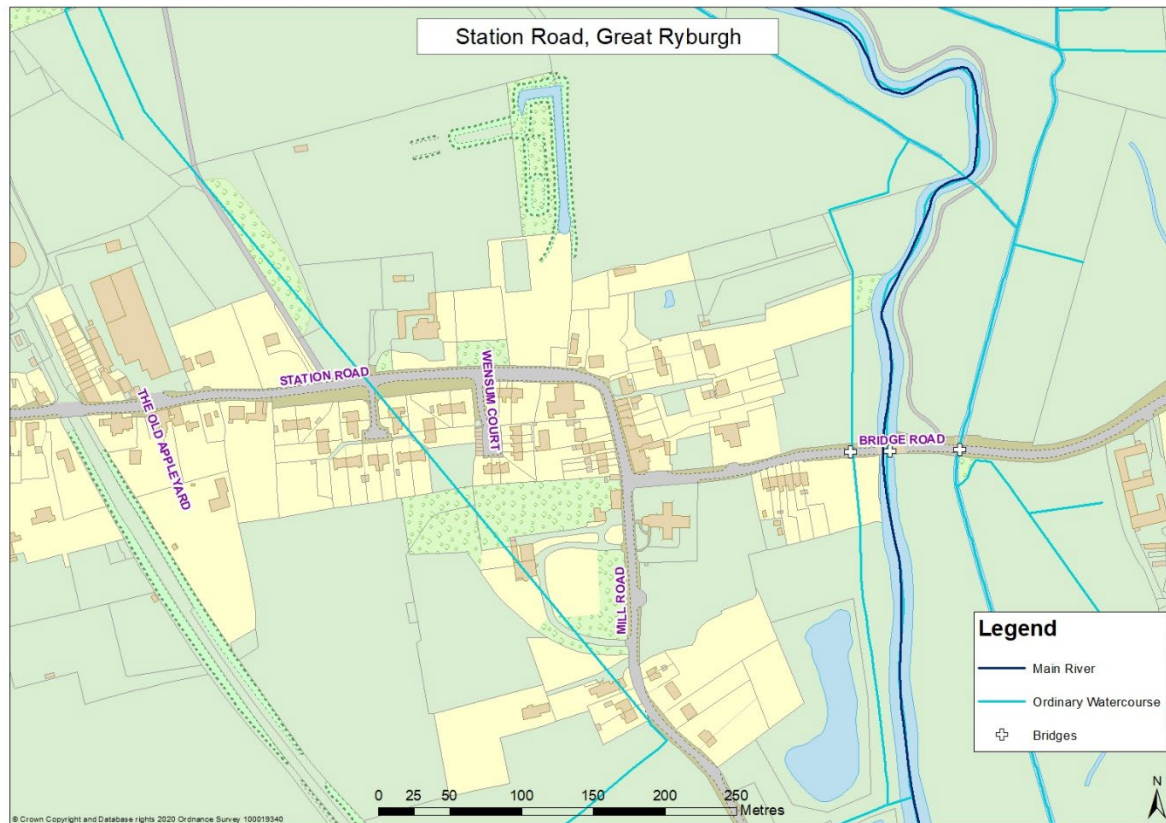 Station Road, Great Ryburgh
STATION ROAD
WENSUM COURT
THE OLD APPLEYARD
BRIDGE ROAD
MILL ROAD
Legend
Main River
Ordinary Watercourse
Bridges
0 25 50 100 150 200 250
Metres
N
© Crown Copyright and Database rights 2020 Ordnance Survey 100019340